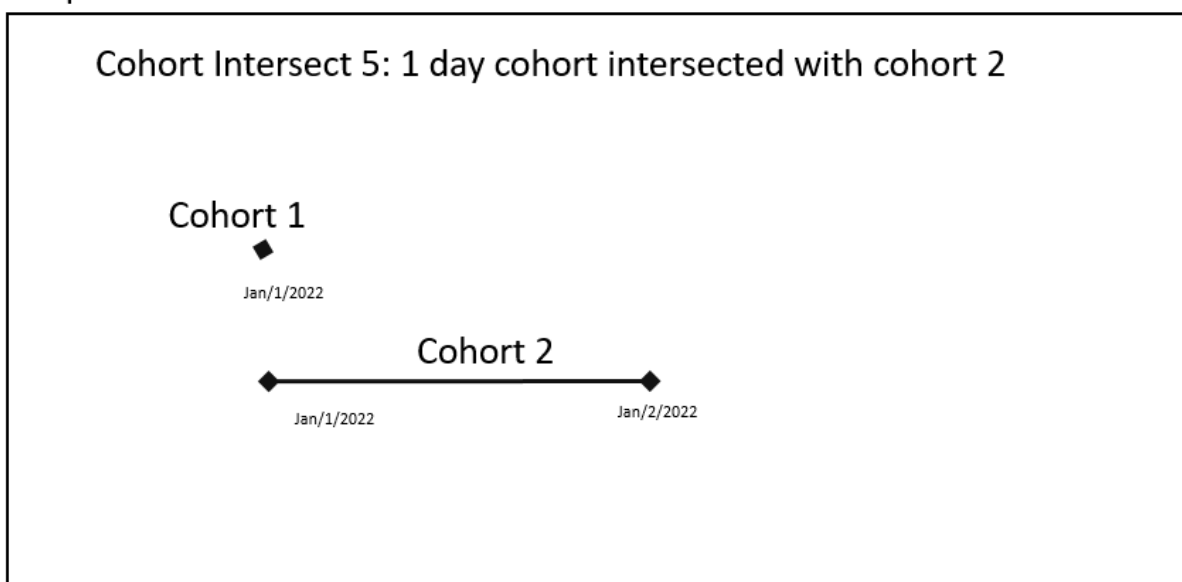 Cohort Intersect 5: 1 day cohort intersected with cohort 2
Cohort 1
Jan/1/2022
Cohort 2
Jan/1/2022
Jan/2/2022